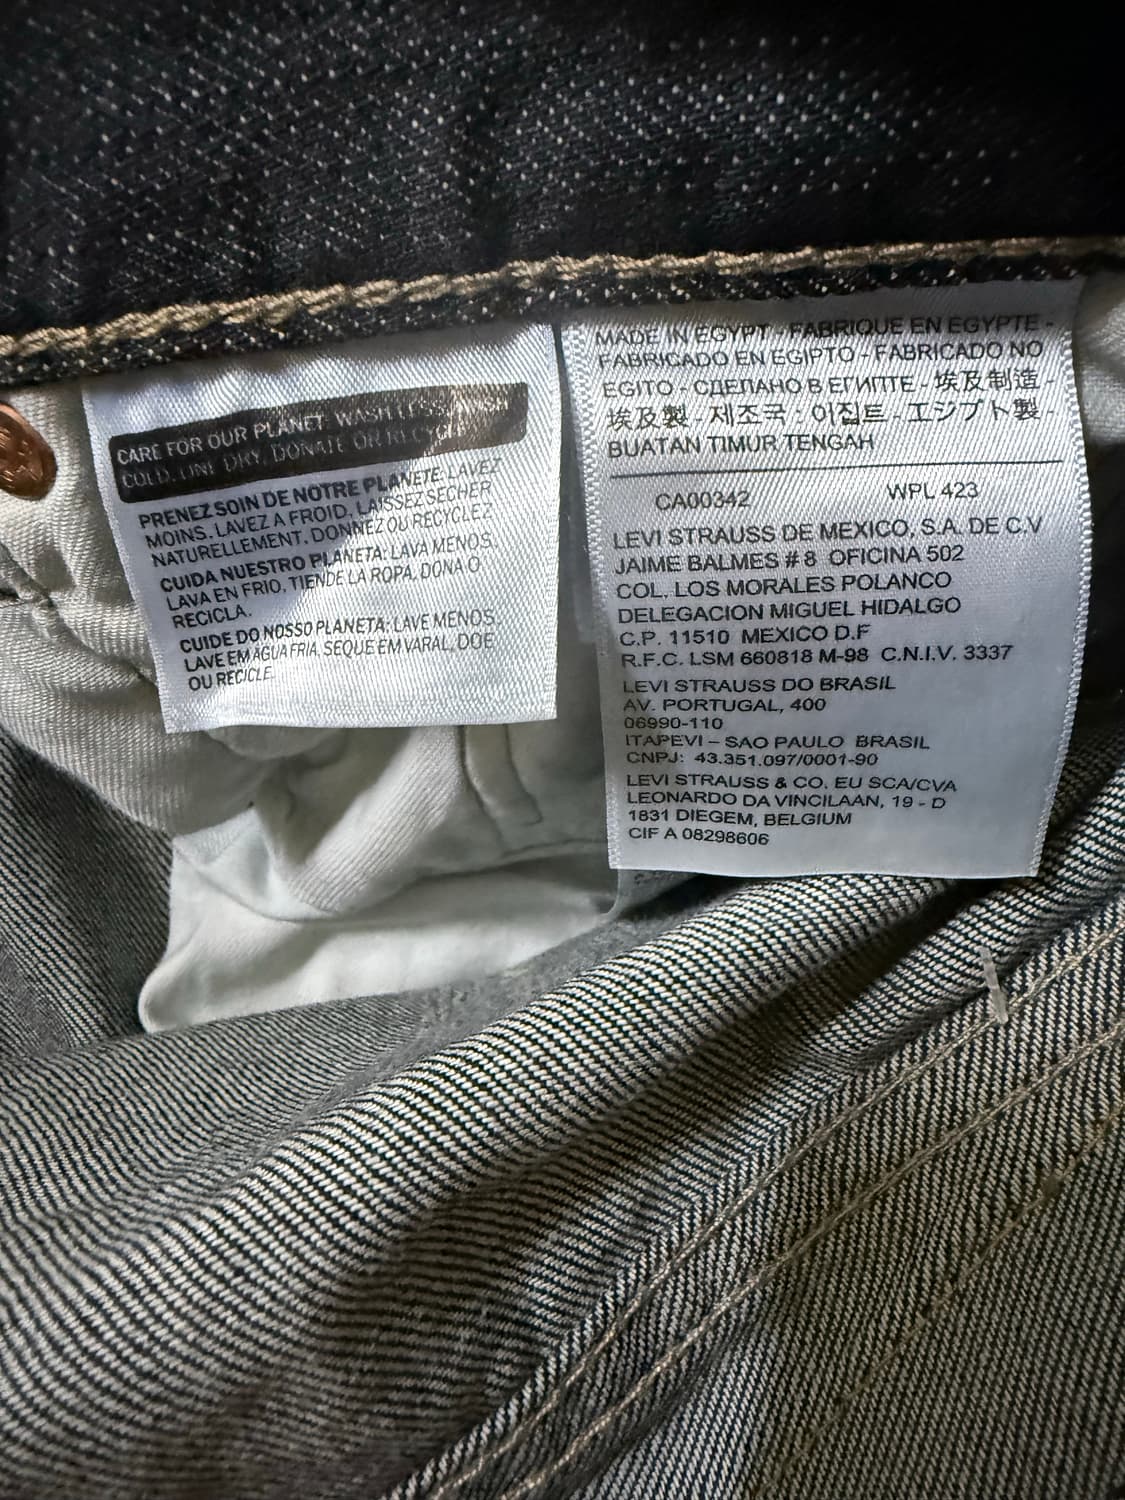 CARE FOR OUR PLANET: WASH LESS, WASH
COLD, LINE DRY, DONATE OR RECYCLE.
PRENEZ SOIN DE NOTRE PLANÈTE: LAVEZ
MOINS, LAVEZ A FROID, LAISSEZ SECHER
NATURELLEMENT, DONNEZ OU RECYCLEZ
CUIDA NUESTRO PLANETA: LAVA MENOS,
LAVA EN FRIO, TIENDE LA ROPA, DONA O
RECICLA.
CUIDE DO NOSSO PLANETA: LAVE MENOS,
LAVE EM AGUA FRIA, SEQUE EM VARAL, DOE
OU RECICLE.
MADE IN EGYPT - FABRIQUE EN EGYPTE -
FABRICADO EN EGIPTO - FABRICADO NO
EGITO - СДЕЛАНО В ЕГИПТЕ - 埃及制造 -
埃及製 - 제조국 : 이집트 - エジプト製 -
BUATAN TIMUR TENGAH
CA00342 WPL 423
LEVI STRAUSS DE MEXICO, S.A. DE C.V
JAIME BALMES # 8 OFICINA 502
COL. LOS MORALES POLANCO
DELEGACION MIGUEL HIDALGO
C.P. 11510 MEXICO D.F
R.F.C. LSM 660818 M-98 C.N.I.V. 3337
LEVI STRAUSS DO BRASIL
AV. PORTUGAL, 400
06990-110
ITAPEVI – SAO PAULO BRASIL
CNPJ: 43.351.097/0001-90
LEVI STRAUSS & CO. EU SCA/CVA
LEONARDO DA VINCILAAN, 19 - D
1831 DIEGEM, BELGIUM
CIF A 08298606